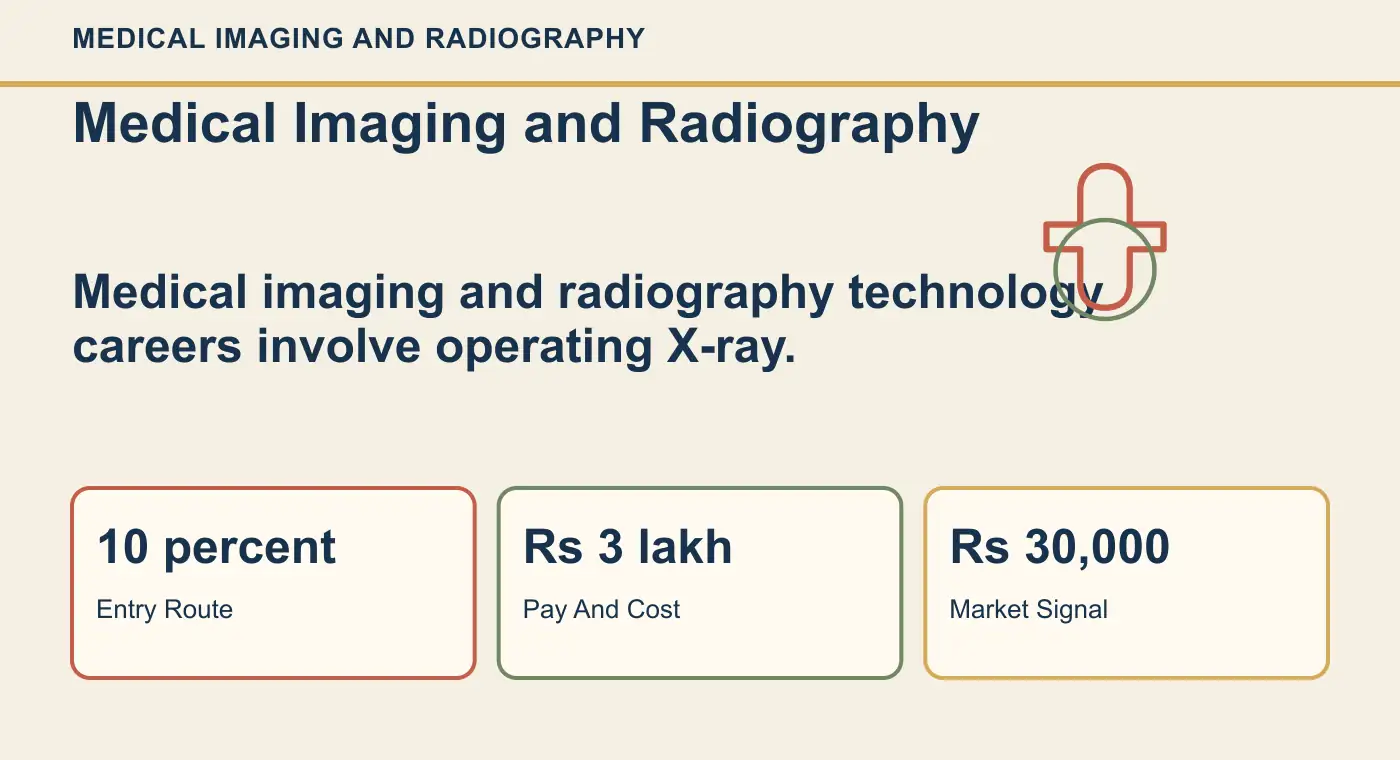 MEDICAL IMAGING AND RADIOGRAPHY
Medical Imaging and Radiography
Medical imaging and radiography technology
careers involve operating X-ray.
10 percent
Entry Route
Rs 3 lakh
Pay And Cost
Rs 30,000
Market Signal